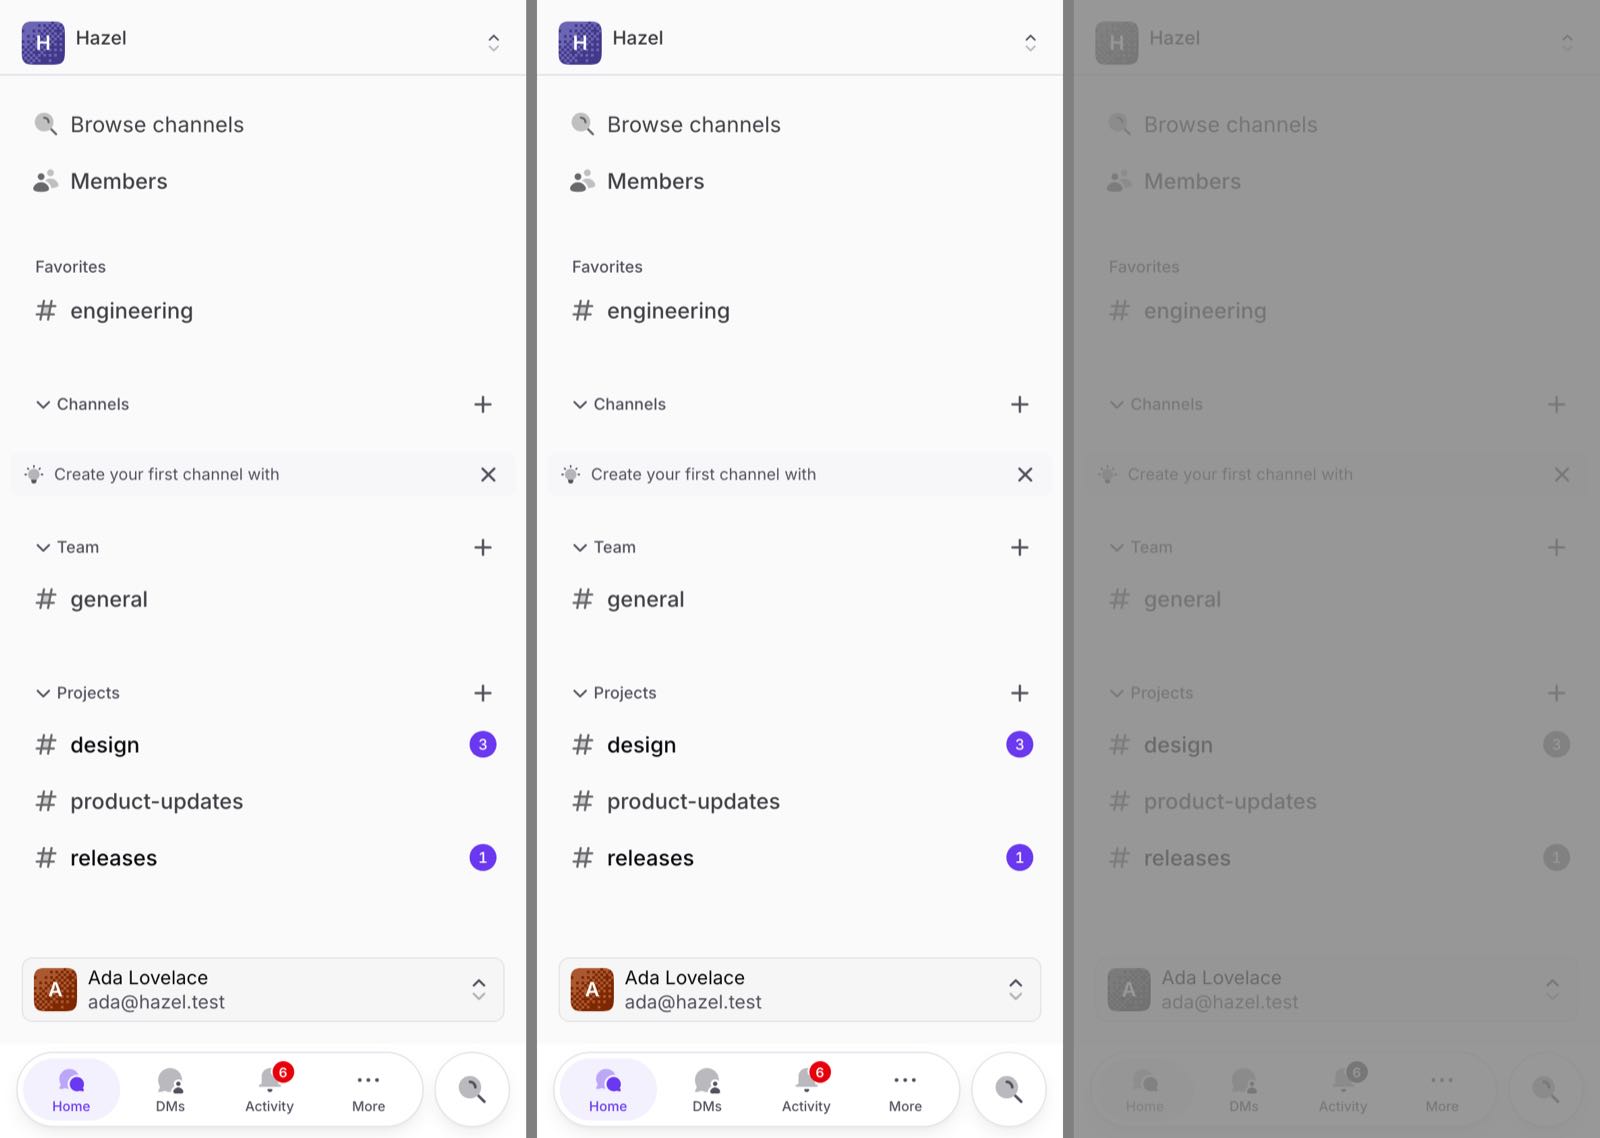 H Hazel
Browse channels
Members
Favorites
# engineering
Channels
Create your first channel with
Team
# general
Projects
# design 3
# product-updates
# releases 1
A Ada Lovelace
ada@hazel.test
6
Home DMs Activity More
H Hazel
Browse channels
Members
Favorites
# engineering
Channels
Create your first channel with
Team
# general
Projects
# design 3
# product-updates
# releases 1
A Ada Lovelace
ada@hazel.test
6
Home DMs Activity More
H Hazel
Browse channels
Members
Favorites
# engineering
Channels
Create your first channel with
Team
# general
Projects
# design 3
# product-updates
# releases 1
A Ada Lovelace
ada@hazel.test
6
Home DMs Activity More